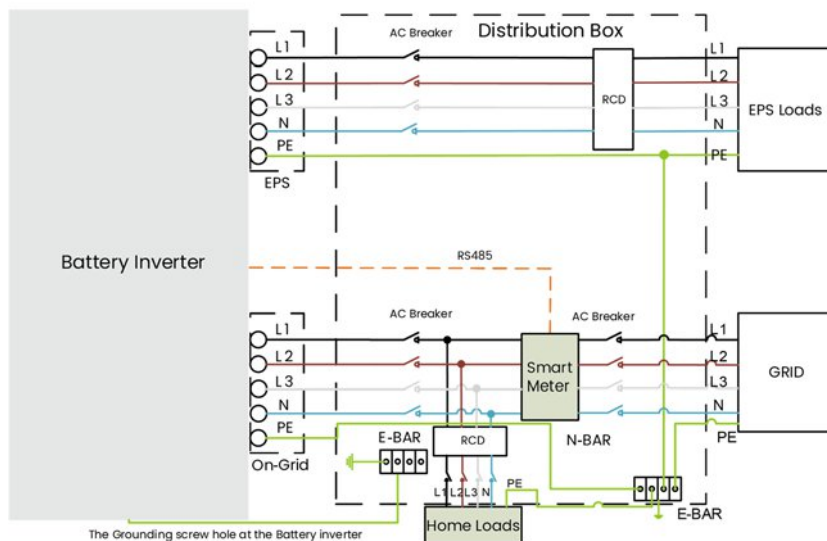 Battery Inverter
L1
L2
L3
N
PE
EPS
AC Breaker
Distribution Box
RCD
L1
L2
L3
N
PE
EPS Loads
RS485
L1
L2
L3
N
PE
On-Grid
AC Breaker
AC Breaker
Smart
Meter
L1
L2
L3
N
PE
GRID
E-BAR
RCD
N-BAR
L1 L2 L3 N
PE
E-BAR
Home Loads
The Grounding screw hole at the Battery inverter